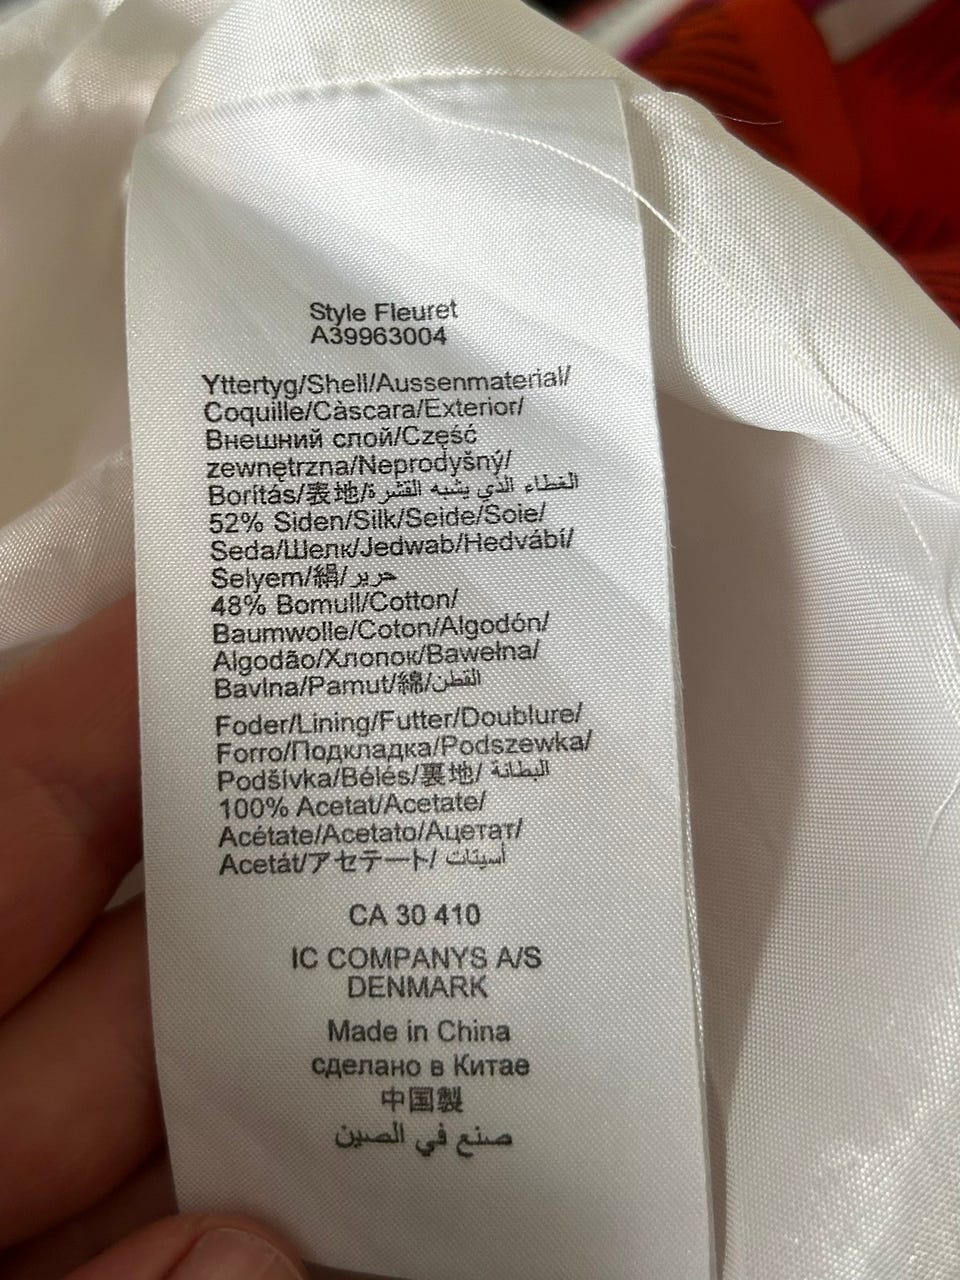 Style Fleuret
A39963004
Yttertyg/Shell/Aussenmaterial/
Coquille/Càscara/Exterior/
Внешний слой/Część
zewnętrzna/Neprodyšný/
Borítás/表地/الغطاء الذي يشبه القشرة
52% Siden/Silk/Seide/Soie/
Seda/Шелк/Jedwab/Hedvábí/
Selyem/絹/حرير
48% Bomull/Cotton/
Baumwolle/Coton/Algodón/
Algodão/Хлопок/Bawełna/
Bavlna/Pamut/綿/القطن
Foder/Lining/Futter/Doublure/
Forro/Подкладка/Podszewka/
Podšívka/Bélés/裏地/ البطانة
100% Acetat/Acetate/
Acétate/Acetato/Ацетат/
Acetát/アセテート/ أسيتات
CA 30 410
IC COMPANYS A/S
DENMARK
Made in China
сделано в Китае
中国製
صنع في الصين